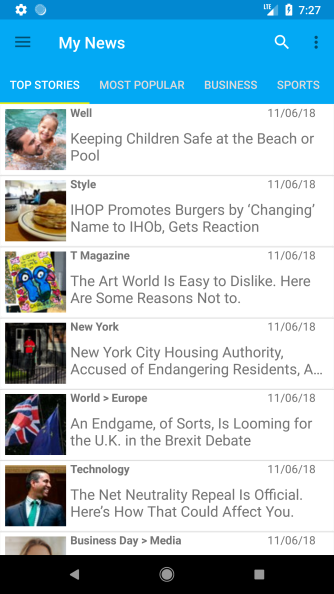 LTE 7:27
My News
TOP STORIES MOST POPULAR BUSINESS SPORTS
Well 11/06/18
Keeping Children Safe at the Beach or
Pool
Style 11/06/18
IHOP Promotes Burgers by ‘Changing’
Name to IHOb, Gets Reaction
T Magazine 11/06/18
The Art World Is Easy to Dislike. Here
Are Some Reasons Not to.
New York 11/06/18
New York City Housing Authority,
Accused of Endangering Residents, A...
World > Europe 11/06/18
An Endgame, of Sorts, Is Looming for
the U.K. in the Brexit Debate
Technology 11/06/18
The Net Neutrality Repeal Is Official.
Here’s How That Could Affect You.
Business Day > Media 11/06/18